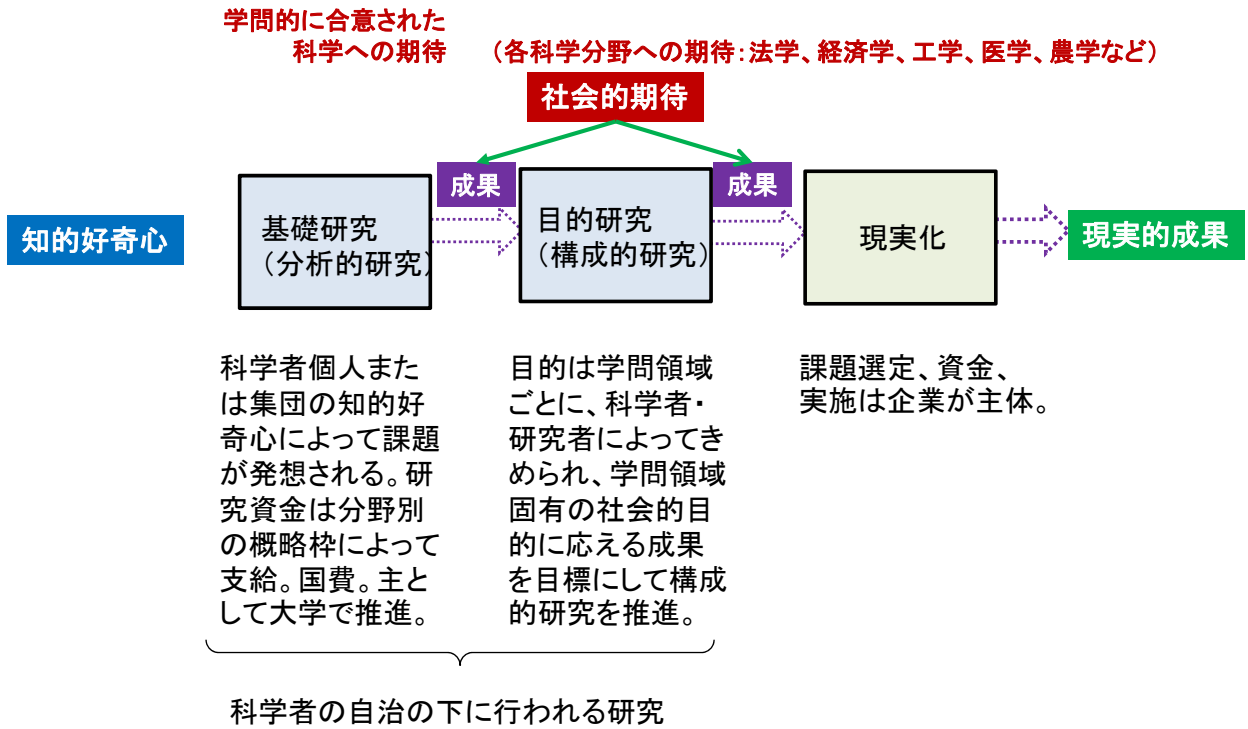 学問的に合意された
科学への期待
（各科学分野への期待：法学、経済学、工学、医学、農学など）
社会的期待
成果
成果
知的好奇心
基礎研究
（分析的研究）
目的研究
（構成的研究）
現実化
現実的成果
科学者個人また
は集団の知的好
奇心によって課題
が発想される。研
究資金は分野別
の概略枠によって
支給。国費。主と
して大学で推進。
目的は学問領域
ごとに、科学者・
研究者によってき
められ、学問領域
固有の社会的目
的に応える成果
を目標にして構成
的研究を推進。
課題選定、資金、
実施は企業が主体。
科学者の自治の下に行われる研究